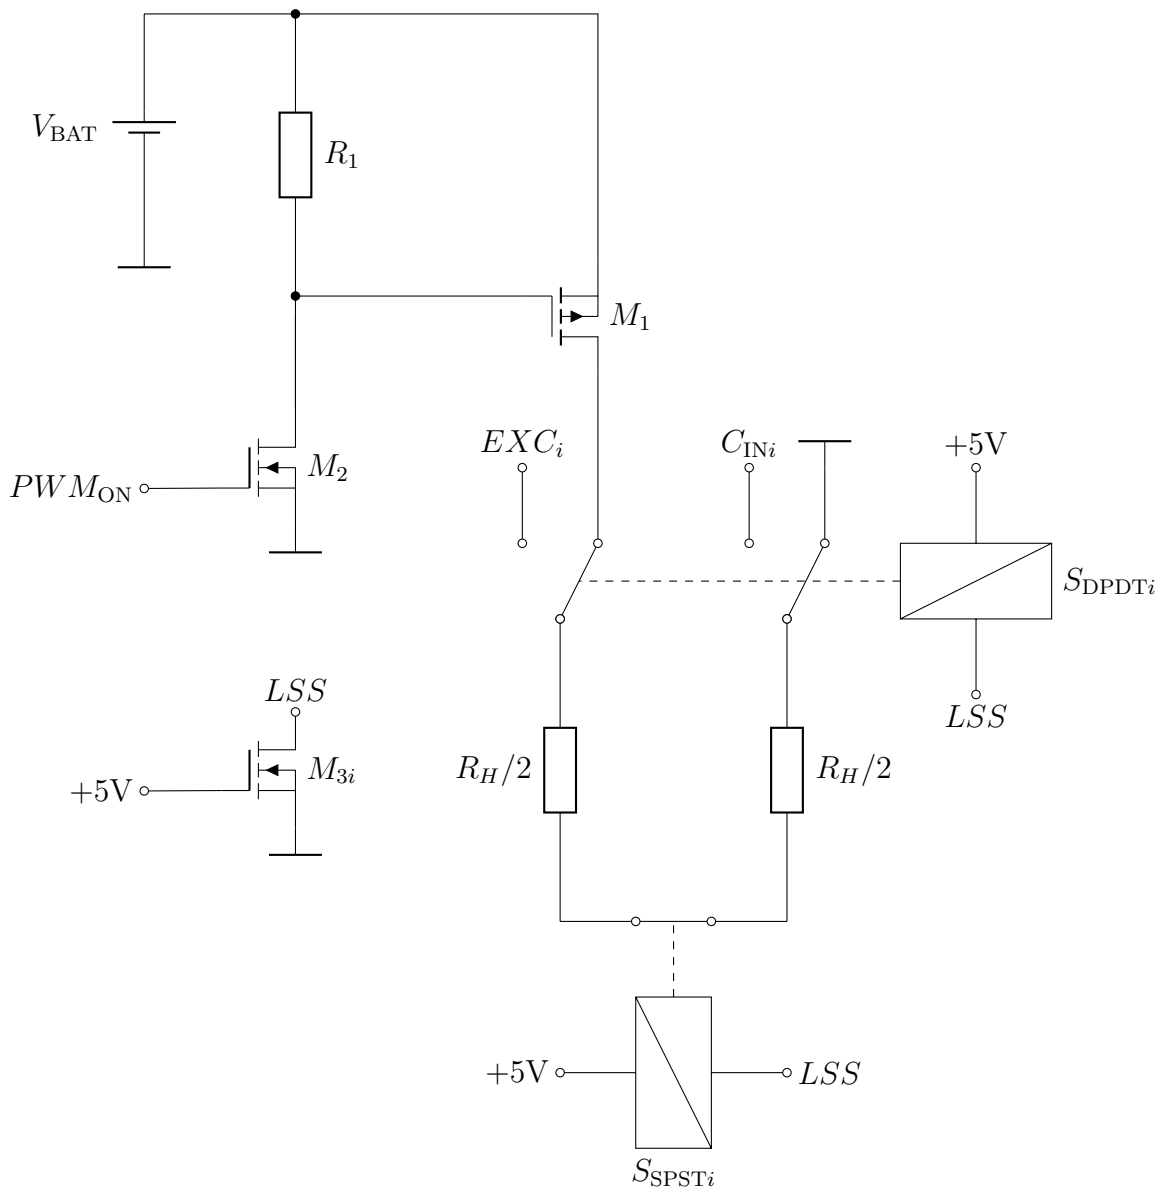 V_BAT
R_1
M_1
EXC_i
C_INi
+5V
M_2
PWM_ON
S_DPDTi
LSS
LSS
M_3i
+5V
R_H/2
R_H/2
+5V
LSS
S_SPSTi